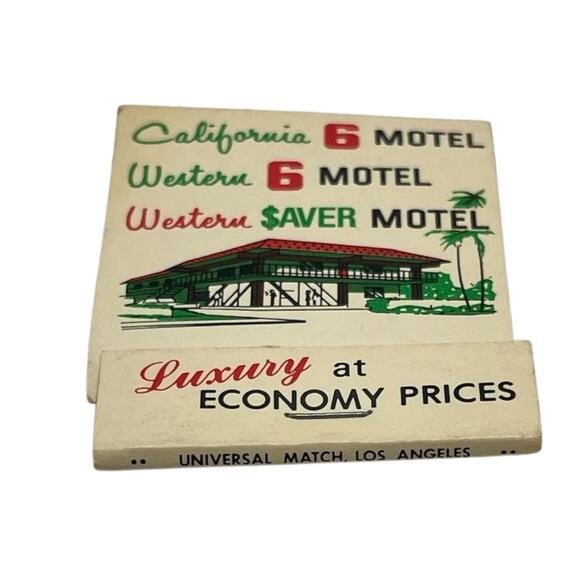 California 6 MOTEL
Western 6 MOTEL
Western $AVER MOTEL
Luxury at
ECONOMY PRICES
UNIVERSAL MATCH, LOS ANGELES